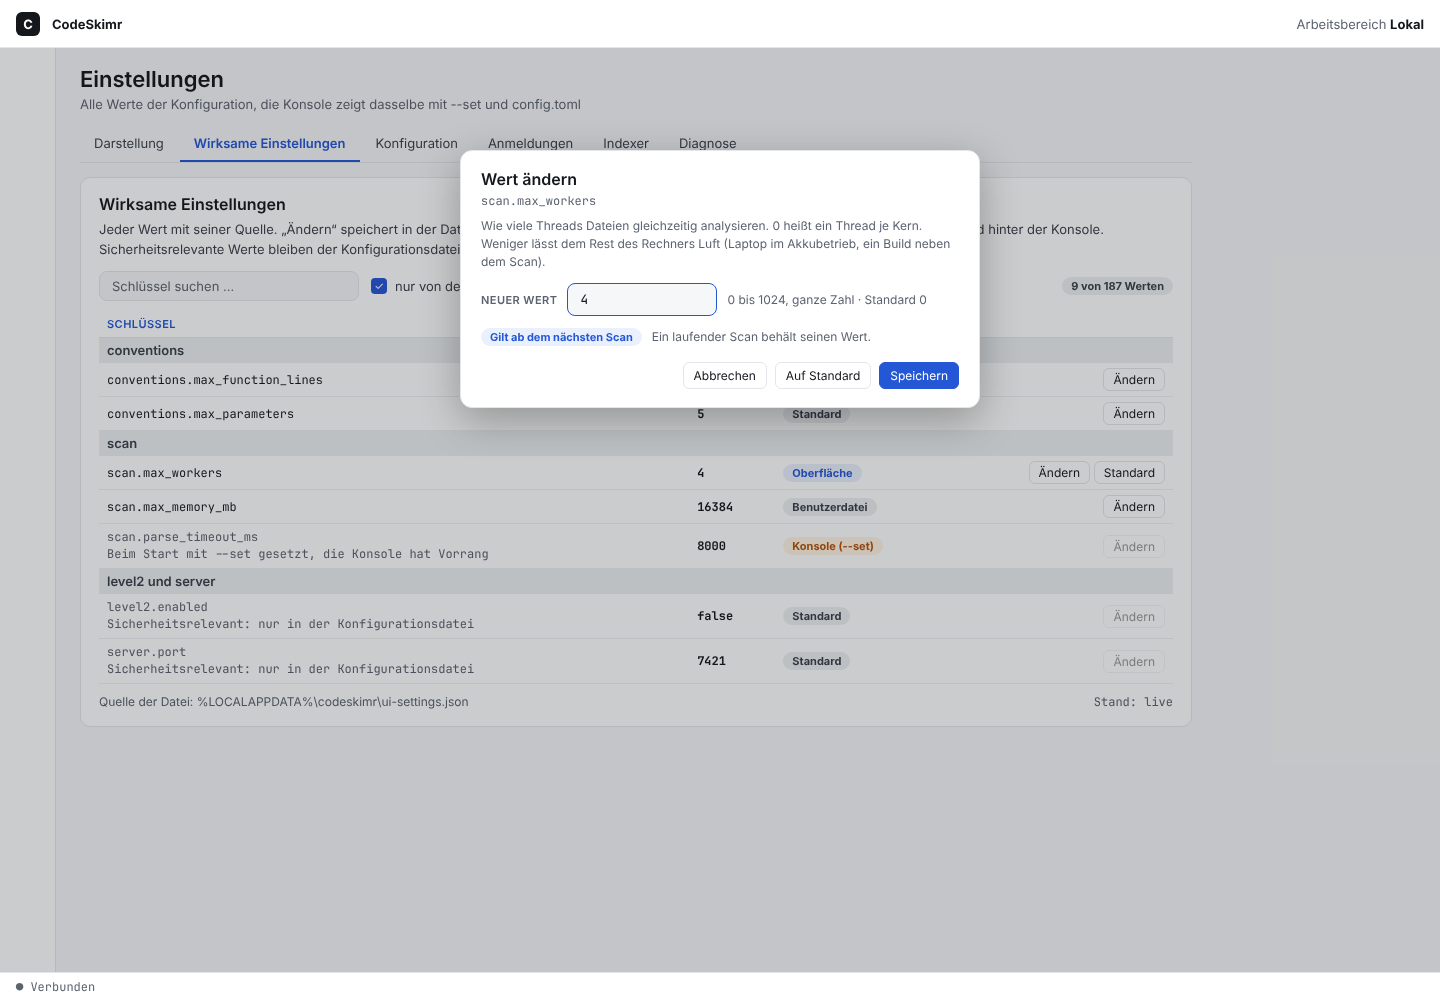 C CodeSkimr
Arbeitsbereich Lokal
Einstellungen
Alle Werte der Konfiguration, die Konsole zeigt dasselbe mit --set und config.toml
Darstellung Wirksame Einstellungen Konfiguration Anmeldungen Indexer Diagnose
Wert ändern
scan.max_workers
Wie viele Threads Dateien gleichzeitig analysieren. 0 heißt ein Thread je Kern.
Weniger lässt dem Rest des Rechners Luft (Laptop im Akkubetrieb, ein Build neben
dem Scan).
NEUER WERT 4 0 bis 1024, ganze Zahl · Standard 0
Gilt ab dem nächsten Scan Ein laufender Scan behält seinen Wert.
Abbrechen Auf Standard Speichern
Wirksame Einstellungen
Jeder Wert mit seiner Quelle. „Ändern“ speichert in der Dat
hinter der Konsole.
Sicherheitsrelevante Werte bleiben der Konfigurationsdatei
Schlüssel suchen ... nur von de 9 von 187 Werten
SCHLÜSSEL
conventions
conventions.max_function_lines Ändern
conventions.max_parameters 5 Standard Ändern
scan
scan.max_workers 4 Oberfläche Ändern Standard
scan.max_memory_mb 16384 Benutzerdatei Ändern
scan.parse_timeout_ms
Beim Start mit --set gesetzt, die Konsole hat Vorrang
8000 Konsole (--set) Ändern
level2 und server
level2.enabled
Sicherheitsrelevant: nur in der Konfigurationsdatei
false Standard Ändern
server.port
Sicherheitsrelevant: nur in der Konfigurationsdatei
7421 Standard Ändern
Quelle der Datei: %LOCALAPPDATA%\codeskimr\ui-settings.json Stand: live
Verbunden